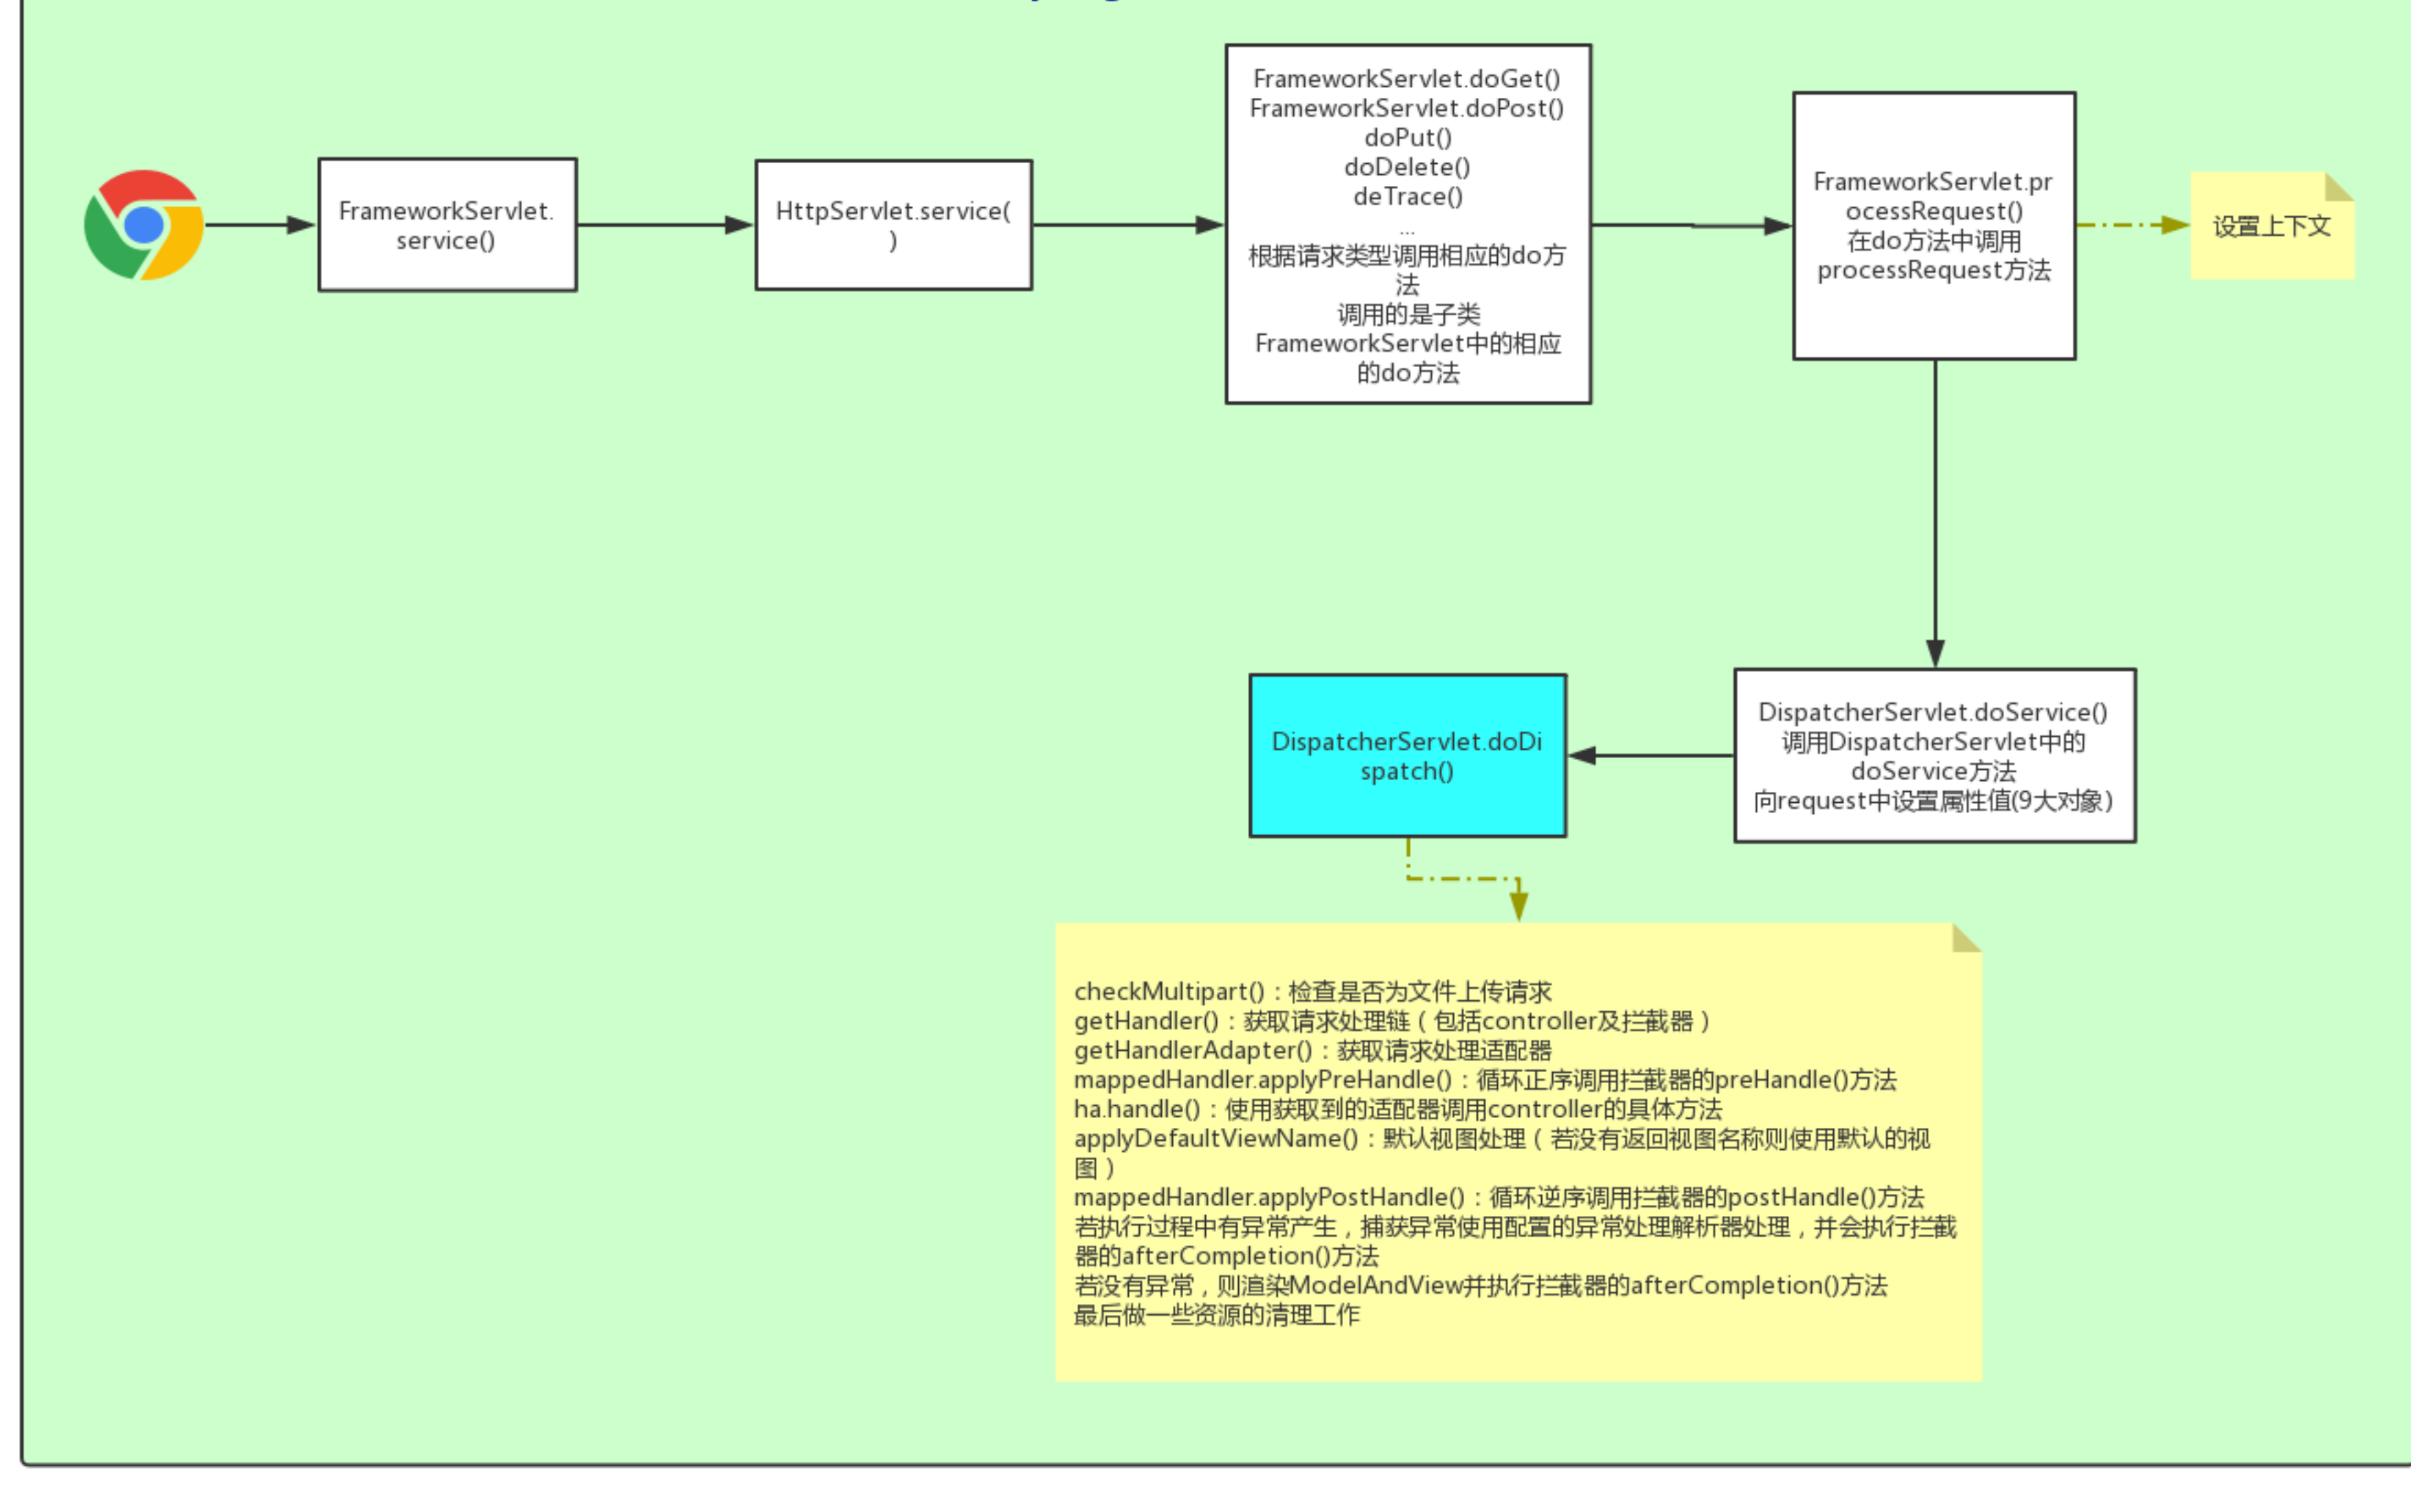 FrameworkServlet.
service()
HttpServlet.service(
)
FrameworkServlet.doGet()
FrameworkServlet.doPost()
doPut()
doDelete()
deTrace()
...
根据请求类型调用相应的do方
法
调用的是子类
FrameworkServlet中的相应
的do方法
FrameworkServlet.pr
ocessRequest()
在do方法中调用
processRequest方法
设置上下文
DispatcherServlet.doDi
spatch()
DispatcherServlet.doService()
调用DispatcherServlet中的
doService方法
向request中设置属性值(9大对象)
checkMultipart()：检查是否为文件上传请求
getHandler()：获取请求处理链（包括controller及拦截器）
getHandlerAdapter()：获取请求处理适配器
mappedHandler.applyPreHandle()：循环正序调用拦截器的preHandle()方法
ha.handle()：使用获取到的适配器调用controller的具体方法
applyDefaultViewName()：默认视图处理（若没有返回视图名称则使用默认的视
图）
mappedHandler.applyPostHandle()：循环逆序调用拦截器的postHandle()方法
若执行过程中有异常产生，捕获异常使用配置的异常处理解析器处理，并会执行拦截
器的afterCompletion()方法
若没有异常，则渲染ModelAndView并执行拦截器的afterCompletion()方法
最后做一些资源的清理工作